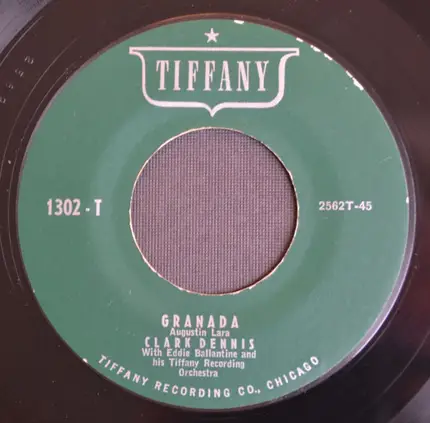 TIFFANY
1302 - T
2562T-45
GRANADA
Augustin Lara
CLARK DENNIS
With Eddie Ballantine and
his Tiffany Recording
Orchestra
TIFFANY RECORDING CO., CHICAGO